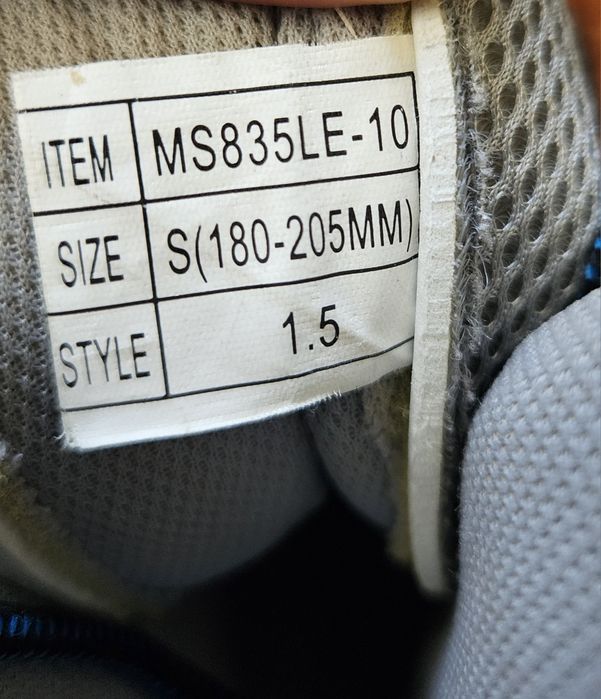 ITEM MS835LE-10
SIZE S(180-205MM)
STYLE 1.5